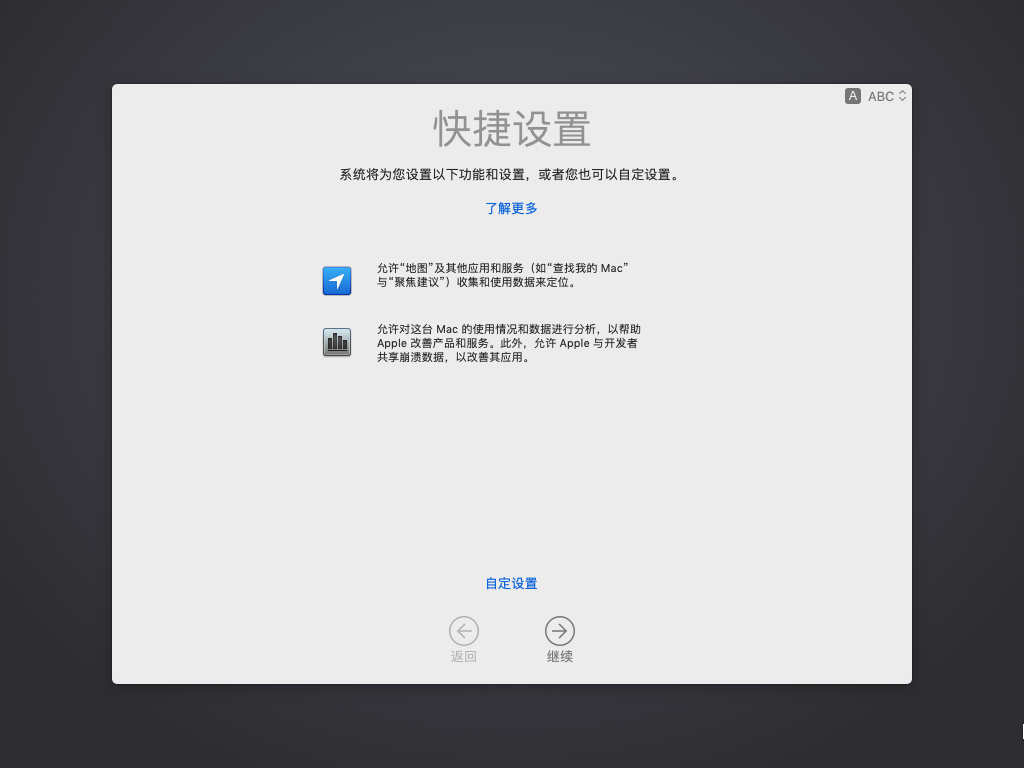 A ABC
快捷设置
系统将为您设置以下功能和设置，或者您也可以自定设置。
了解更多
允许“地图”及其他应用和服务（如“查找我的 Mac”
与“聚焦建议”）收集和使用数据来定位。
允许对这台 Mac 的使用情况和数据进行分析，以帮助
Apple 改善产品和服务。此外，允许 Apple 与开发者
共享崩溃数据，以改善其应用。
自定设置
返回 继续